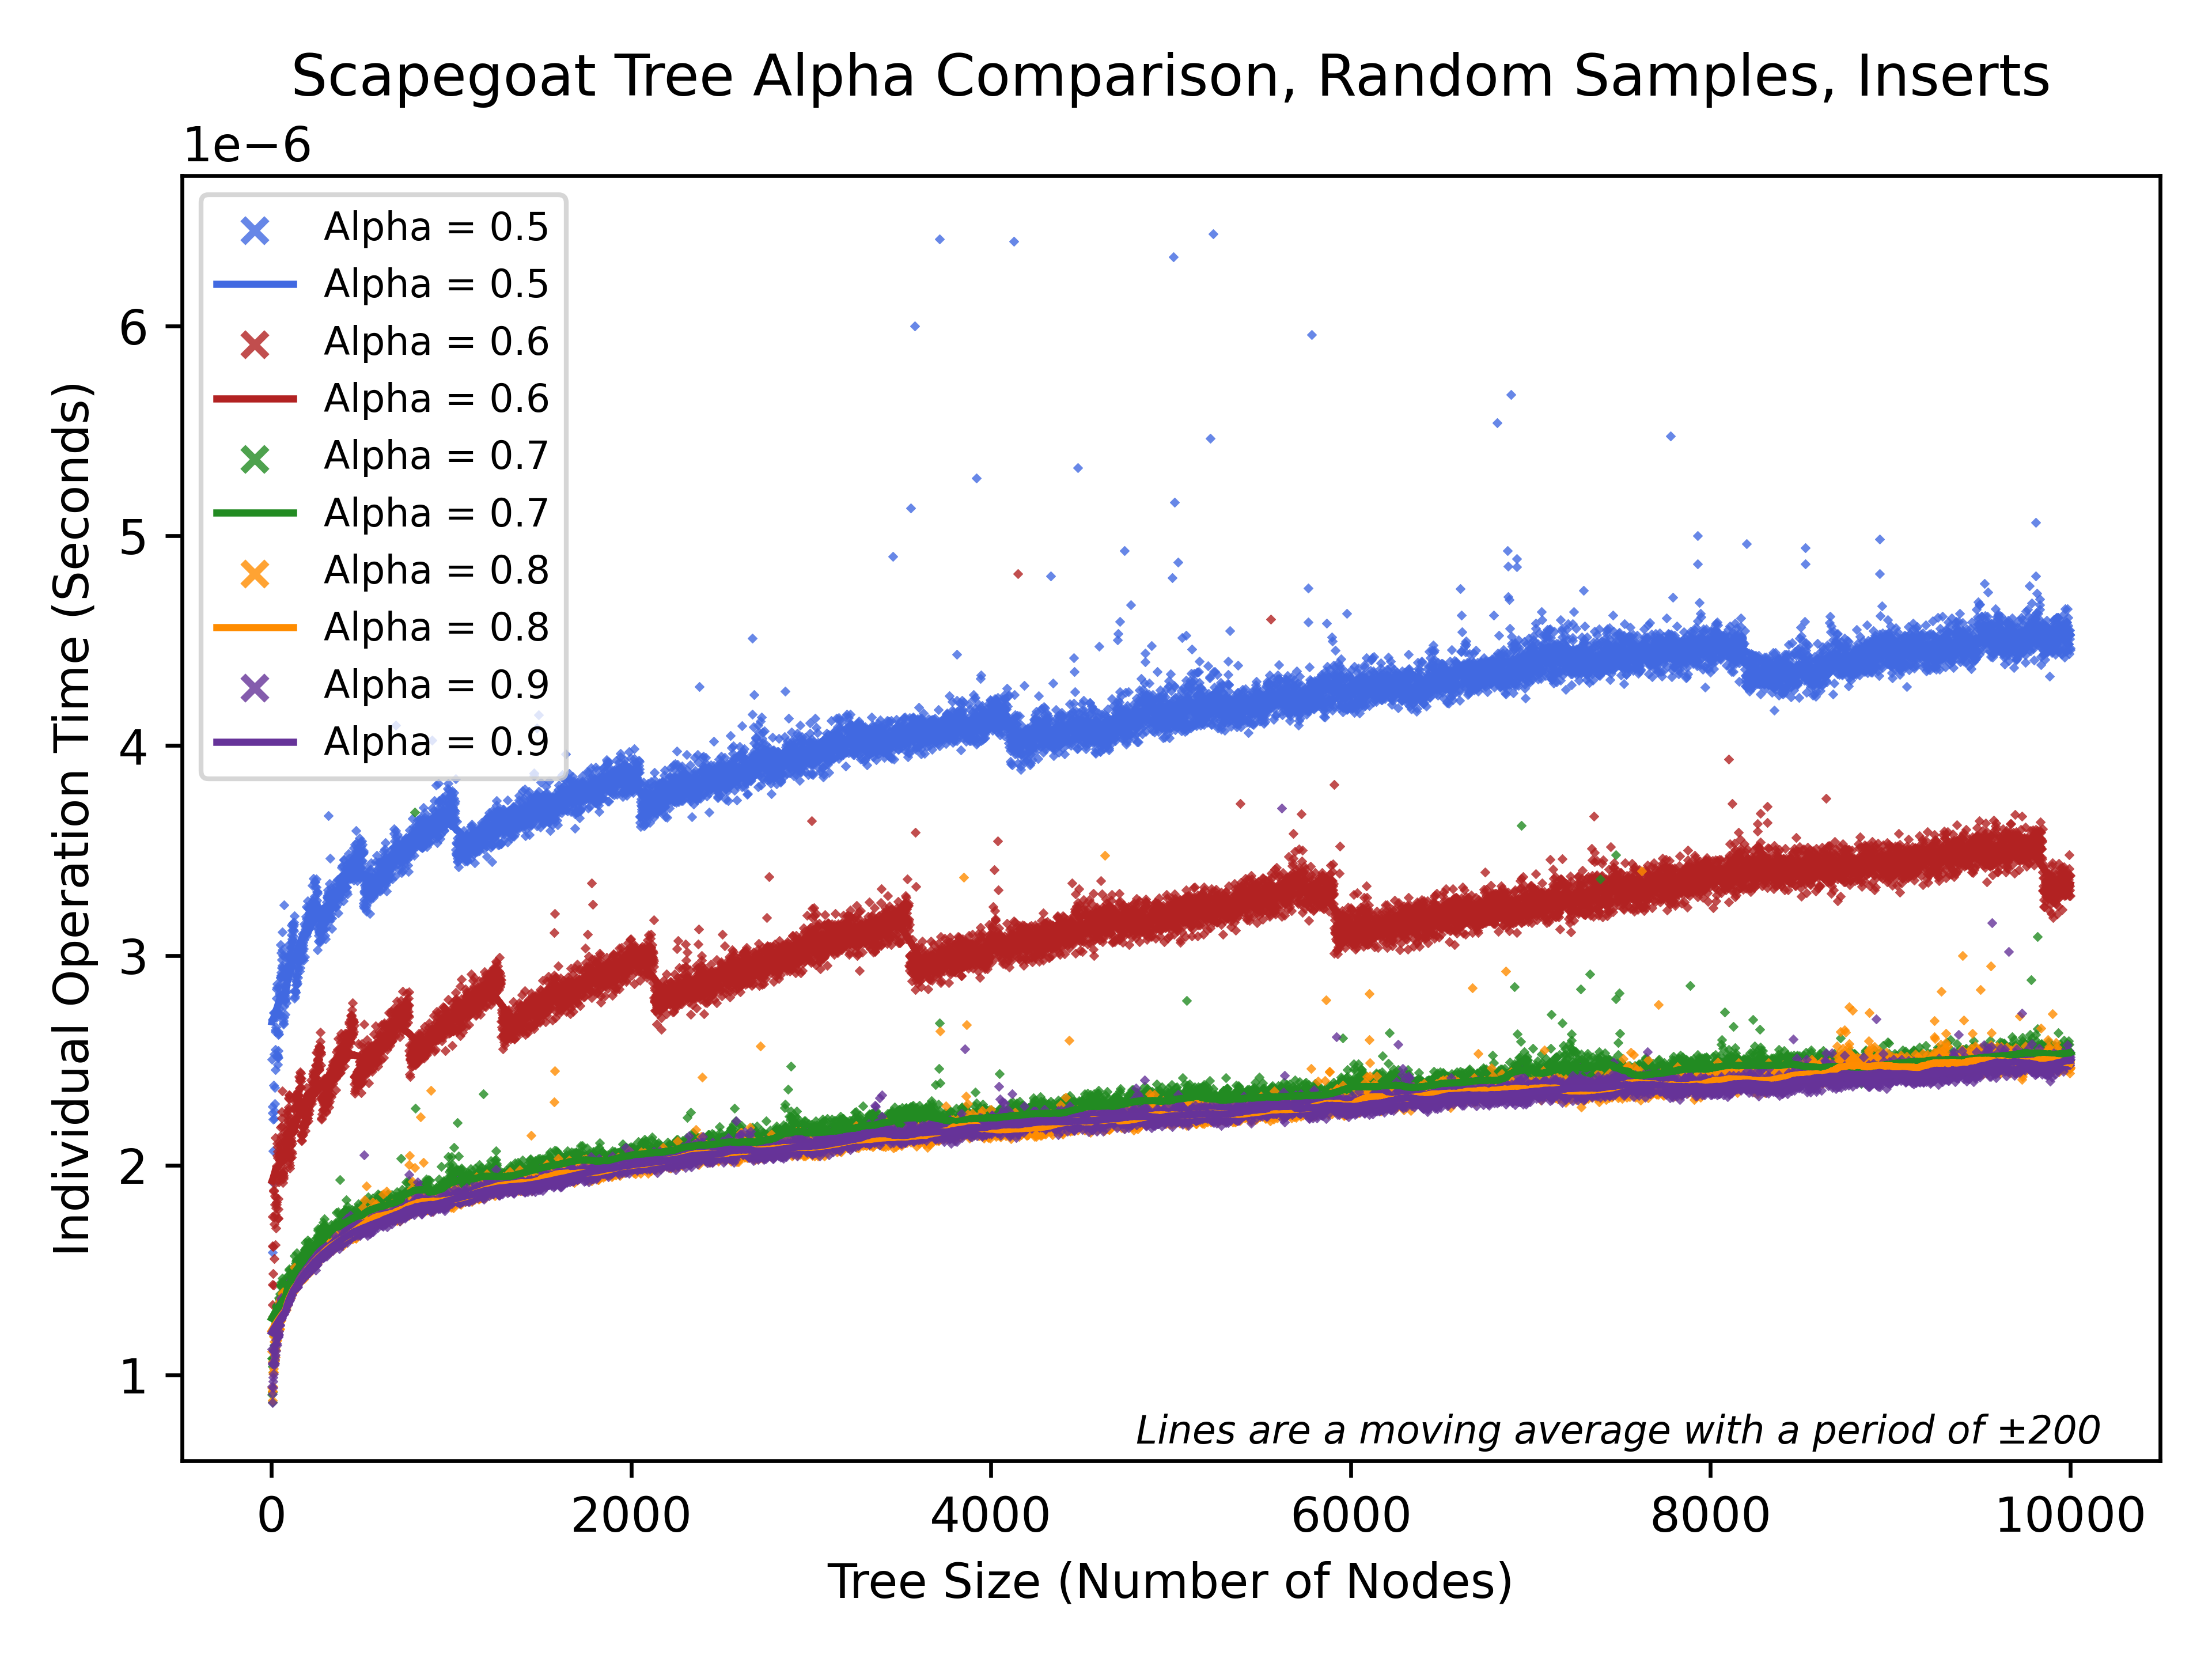 Scapegoat Tree Alpha Comparison, Random Samples, Inserts
1e−6
Alpha = 0.5
Alpha = 0.5
Alpha = 0.6
Alpha = 0.6
Alpha = 0.7
Alpha = 0.7
Alpha = 0.8
Alpha = 0.8
Alpha = 0.9
Alpha = 0.9
6
5
4
3
2
1
Individual Operation Time (Seconds)
Lines are a moving average with a period of ±200
0 2000 4000 6000 8000 10000
Tree Size (Number of Nodes)